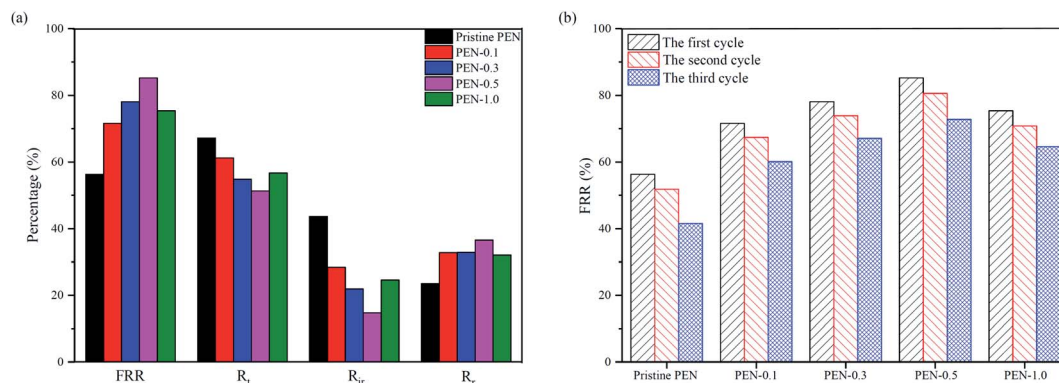 (a)
100
80
60
40
20
0
Percentage (%)
Pristine PEN
PEN-0.1
PEN-0.3
PEN-0.5
PEN-1.0
FRR
Rt
Rir
Rr
(b)
100
80
60
40
20
0
FRR (%)
The first cycle
The second cycle
The third cycle
Pristine PEN
PEN-0.1
PEN-0.3
PEN-0.5
PEN-1.0